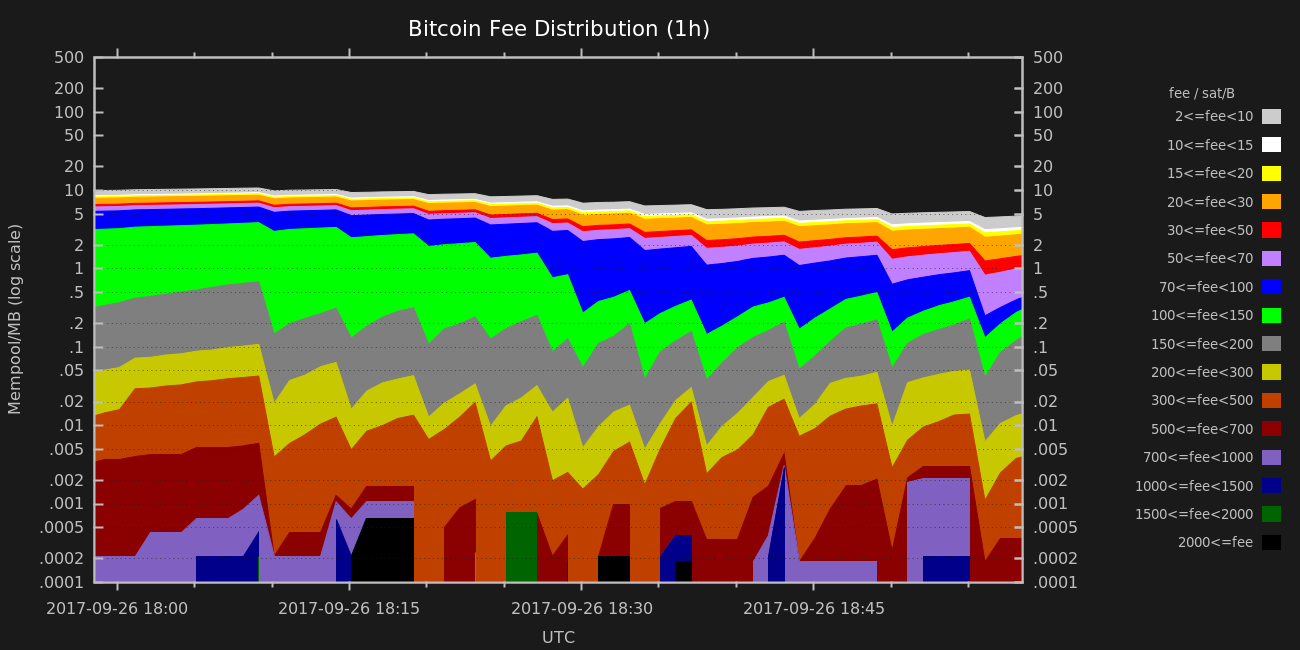 Bitcoin Fee Distribution (1h)
Mempool/MB (log scale)
500
200
100
50
20
10
5
2
1
.5
.2
.1
.05
.02
.01
.005
.002
.001
.0005
.0002
.0001
500
200
100
50
20
10
5
2
1
.5
.2
.1
.05
.02
.01
.005
.002
.001
.0005
.0002
.0001
2017-09-26 18:00
2017-09-26 18:15
2017-09-26 18:30
2017-09-26 18:45
UTC
fee / sat/B
2<=fee<10
10<=fee<15
15<=fee<20
20<=fee<30
30<=fee<50
50<=fee<70
70<=fee<100
100<=fee<150
150<=fee<200
200<=fee<300
300<=fee<500
500<=fee<700
700<=fee<1000
1000<=fee<1500
1500<=fee<2000
2000<=fee